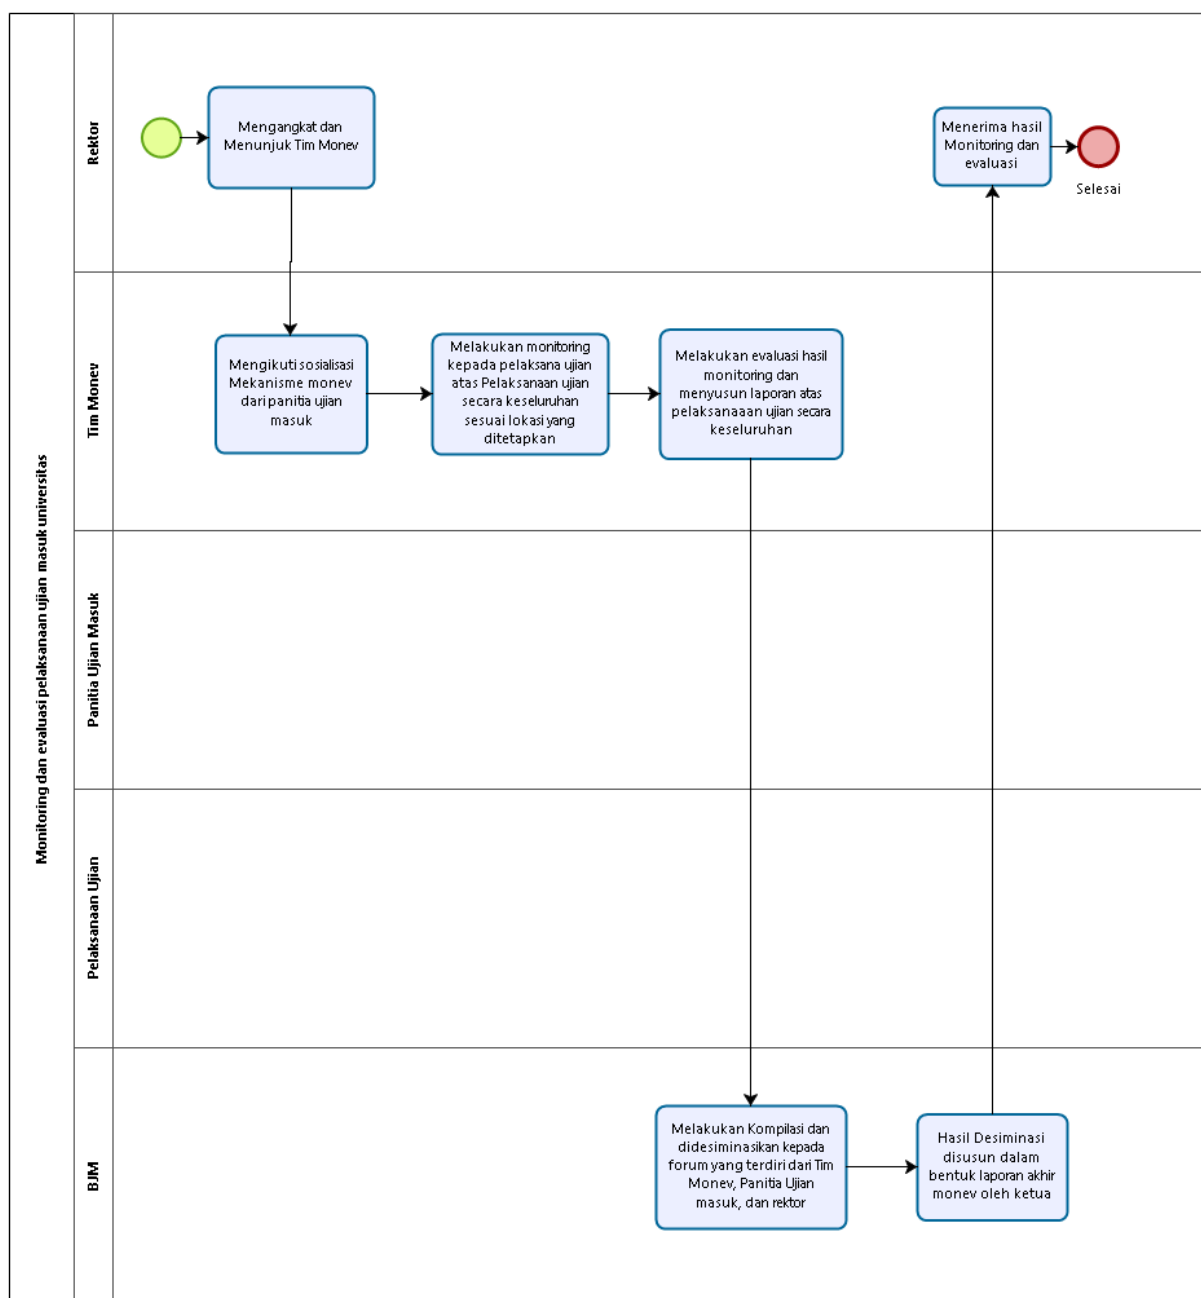 Monitoring dan evaluasi pelaksanaan ujian masuk universitas
Rektor
Mengangkat dan
Menunjuk Tim Monev
Menerima hasil
Monitoring dan
evaluasi
Selesai
Tim Monev
Mengikuti sosialisasi
Mekanisme monev
dari panitia ujian
masuk
Melakukan monitoring
kepada pelaksana ujian
atas Pelaksanaan ujian
secara keseluruhan
sesuai lokasi yang
ditetapkan
Melakukan evaluasi hasil
monitoring dan
menyusun laporan atas
pelaksanaaan ujian secara
keseluruhan
Panitia Ujian Masuk
Pelaksanaan Ujian
BJM
Melakukan Kompilasi dan
didesiminasikan kepada
forum yang terdiri dari Tim
Monev, Panitia Ujian
masuk, dan rektor
Hasil Desiminasi
disusun dalam
bentuk laporan akhir
monev oleh ketua